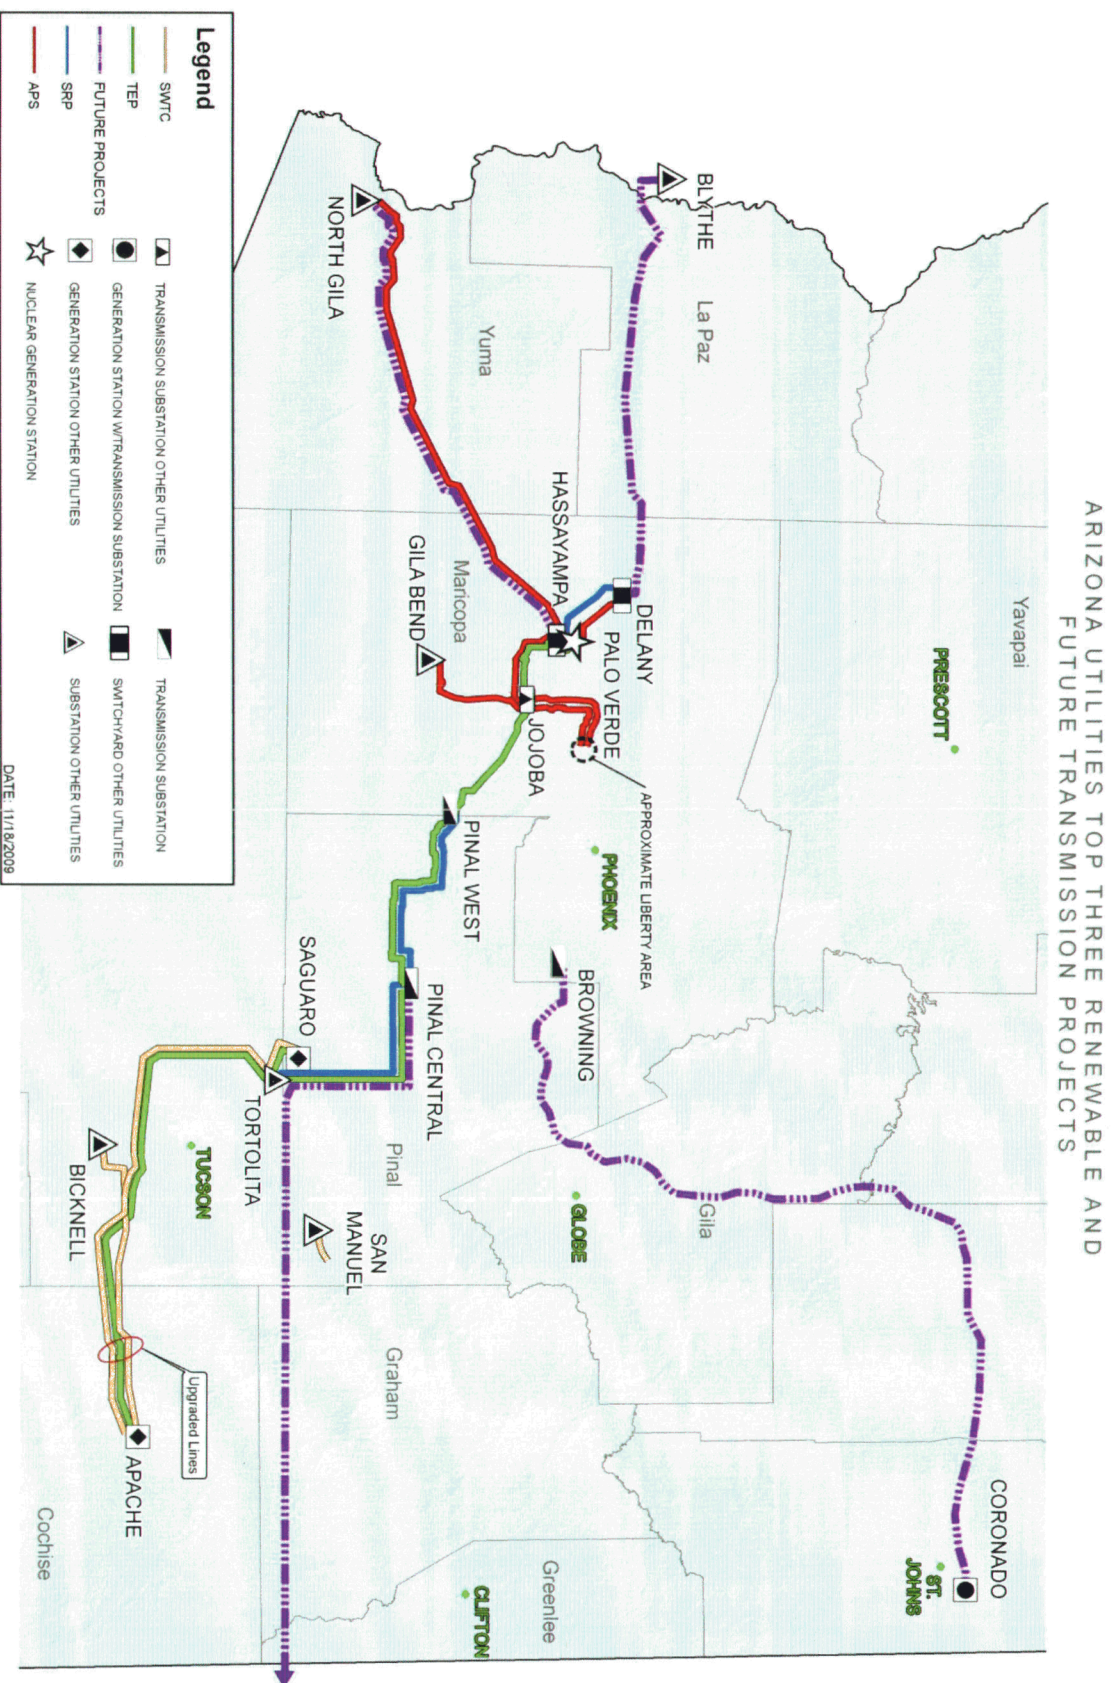 ARIZONA UTILITIES TOP THREE RENEWABLE AND
FUTURE TRANSMISSION PROJECTS
BLYTHE
La Paz
Yavapai
PRESCOTT
NORTH GILA
Yuma
HASSAYAMPA
DELANY
PALO VERDE
GILA BEND
Maricopa
JOJOBA
APPROXIMATE LIBERTY AREA
PHOENIX
PINAL WEST
BROWNING
PINAL CENTRAL
SAGUARO
TORTOLITA
Pinal
Gila
GLOBE
TUCSON
BICKNELL
SAN
MANUEL
Graham
Upgraded Lines
APACHE
Cochise
CORONADO
ST.
JOHNS
Greenlee
CLIFTON
Legend
SWTC
TEP
FUTURE PROJECTS
SRP
APS
TRANSMISSION SUBSTATION OTHER UTILITIES
GENERATION STATION W/TRANSMISSION SUBSTATION
GENERATION STATION OTHER UTILITIES
NUCLEAR GENERATION STATION
TRANSMISSION SUBSTATION
SWITCHYARD OTHER UTILITIES
SUBSTATION OTHER UTILITIES
DATE: 11/18/2009